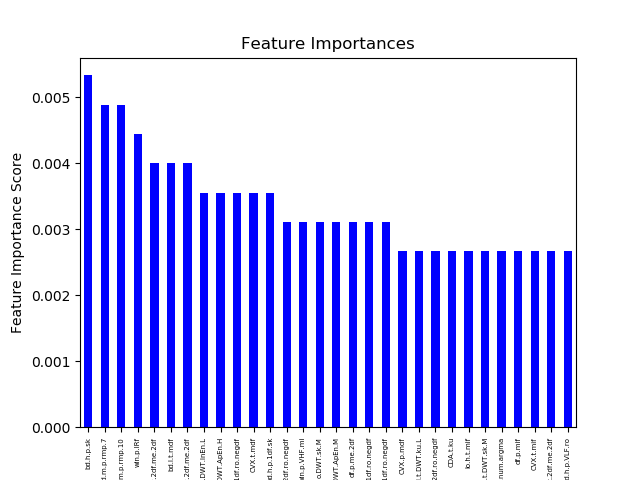 Feature Importances
Feature Importance Score
0.005
0.004
0.003
0.002
0.001
0.000
bd.h.p.sk
d.m.p.rmp.7
m.p.rmp.10
win.p.IRf
.2df.me.2df
bd.l.t.mdf
.2df.me.2df
.DWT.InEn.L
DWT.ApEn.H
1df.ro.negdf
CVX.t.mdf
d.h.p.1df.sk
2df.ro.negdf
in.p.VHF.ml
o.DWT.sk.M
DWT.ApEn.M
df.p.me.2df
1df.ro.negdf
1df.ro.negdf
CVX.p.mdf
.t.DWT.ku.L
2df.ro.negdf
CDA.t.ku
lo.h.t.mif
t.DWT.sk.M
num.argma
df.p.mif
CVX.t.mif
.2df.me.2df
d.h.p.VLF.ro